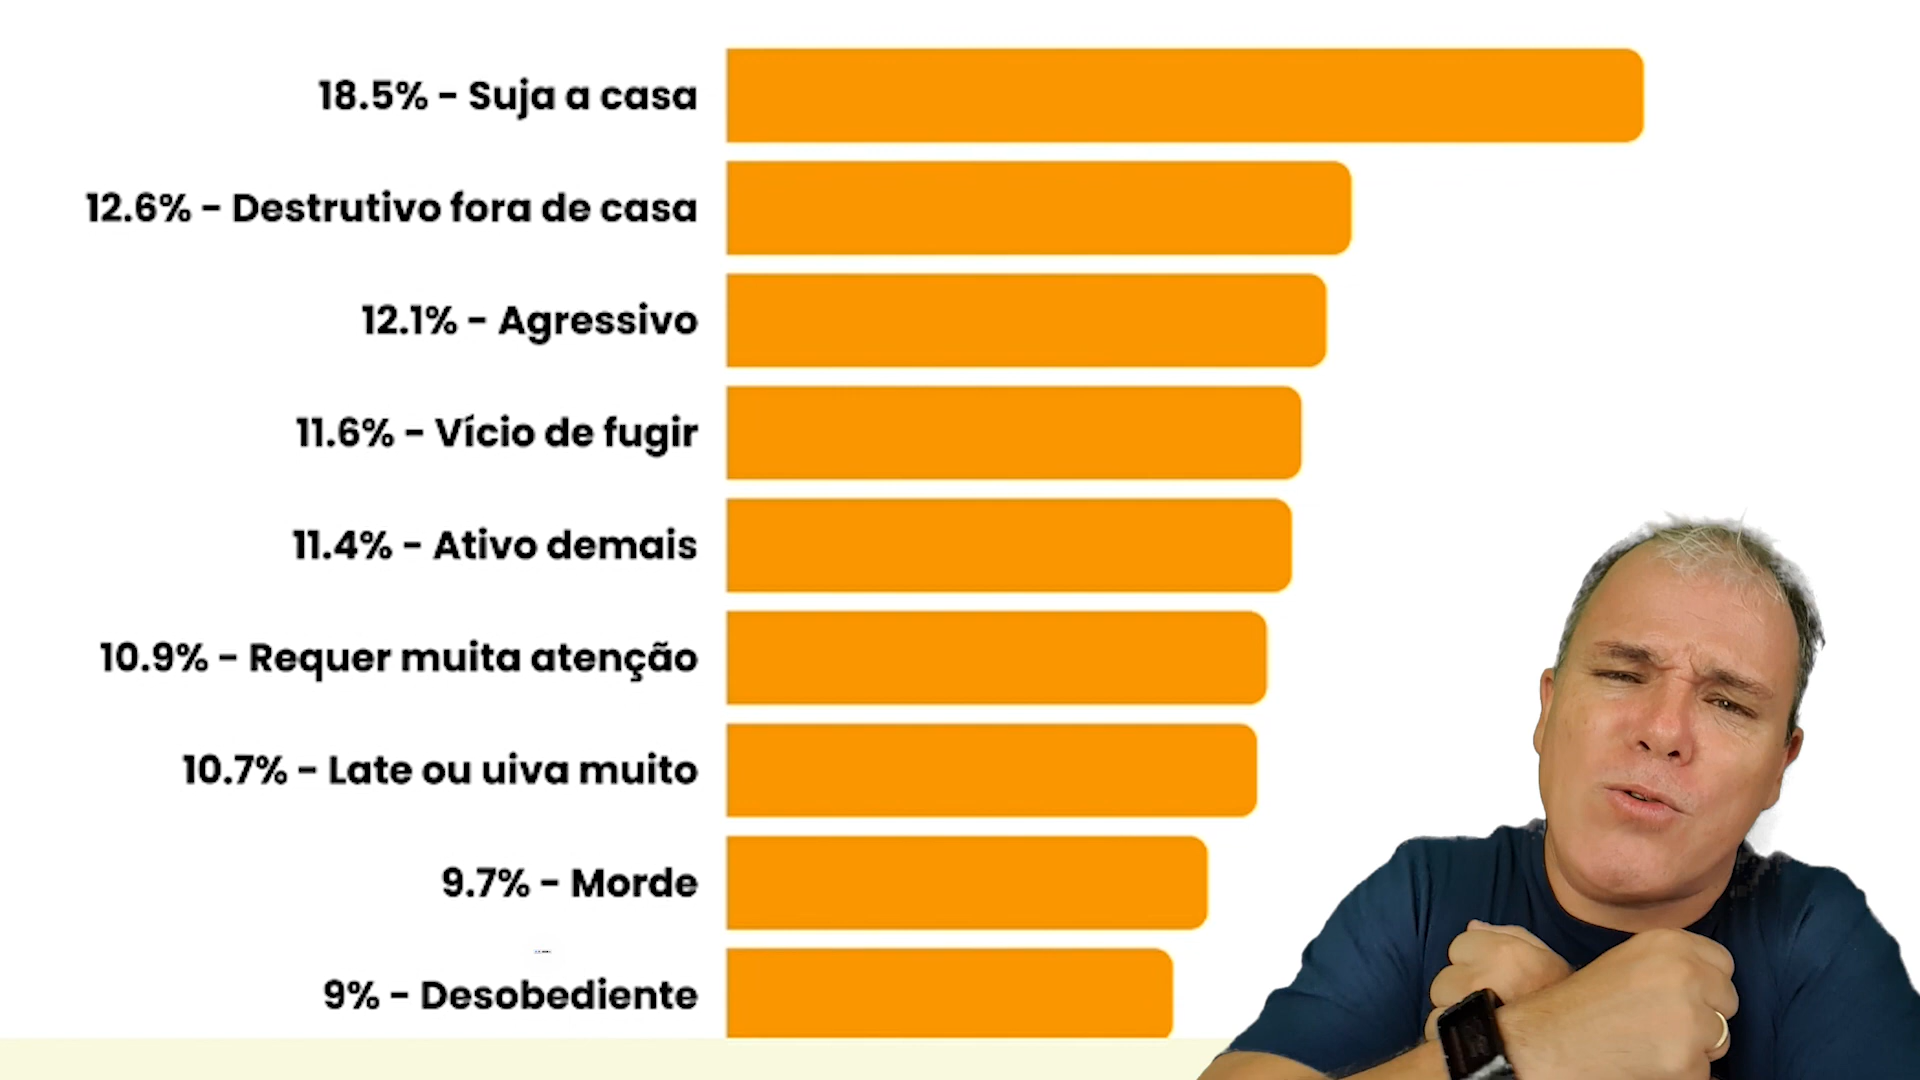 18.5% - Suja a casa
12.6% - Destrutivo fora de casa
12.1% - Agressivo
11.6% - Vício de fugir
11.4% - Ativo demais
10.9% - Requer muita atenção
10.7% - Late ou uiva muito
9.7% - Morde
9% - Desobediente